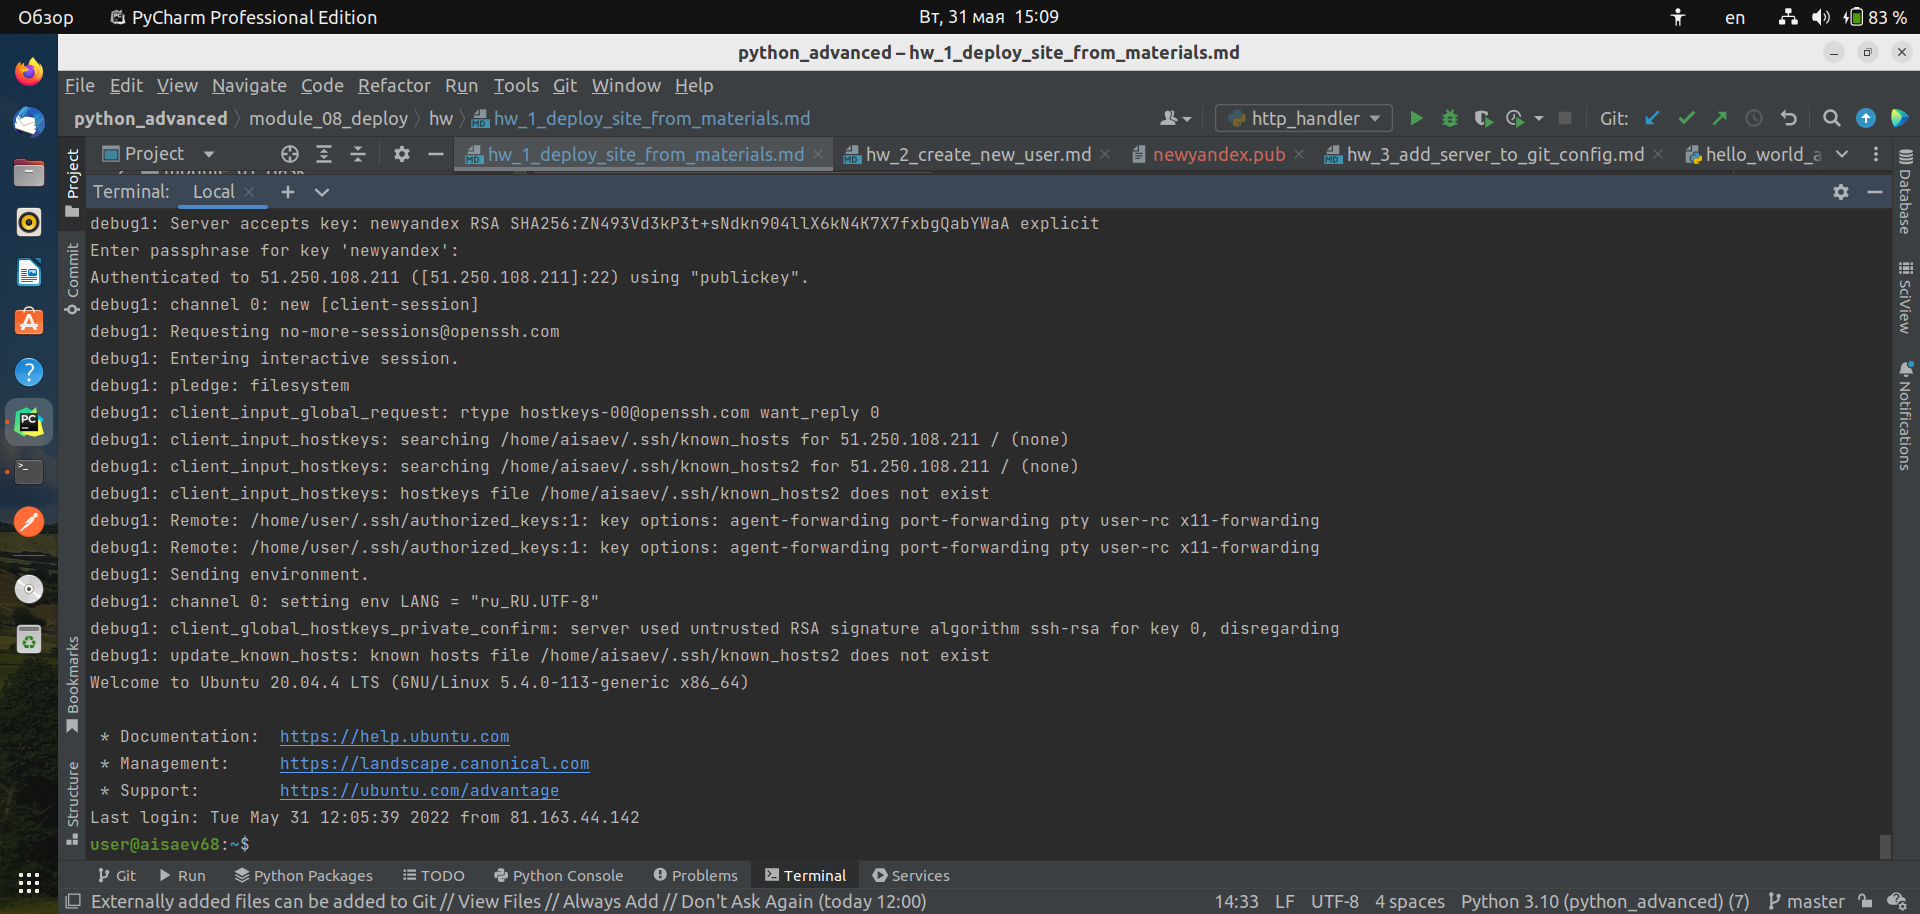 Обзор PyCharm Professional Edition Вт, 31 мая 15:09 en 83 %
python_advanced – hw_1_deploy_site_from_materials.md
File Edit View Navigate Code Refactor Run Tools Git Window Help
python_advanced module_08_deploy hw hw_1_deploy_site_from_materials.md http_handler Git:
Project hw_1_deploy_site_from_materials.md hw_2_create_new_user.md newyandex.pub hw_3_add_server_to_git_config.md hello_world_a
Terminal: Local
debug1: Server accepts key: newyandex RSA SHA256:ZN493Vd3kP3t+sNdkn904llX6kN4K7X7fxbgQabYWaA explicit
Enter passphrase for key 'newyandex':
Authenticated to 51.250.108.211 ([51.250.108.211]:22) using "publickey".
debug1: channel 0: new [client-session]
debug1: Requesting no-more-sessions@openssh.com
debug1: Entering interactive session.
debug1: pledge: filesystem
debug1: client_input_global_request: rtype hostkeys-00@openssh.com want_reply 0
debug1: client_input_hostkeys: searching /home/aisaev/.ssh/known_hosts for 51.250.108.211 / (none)
debug1: client_input_hostkeys: searching /home/aisaev/.ssh/known_hosts2 for 51.250.108.211 / (none)
debug1: client_input_hostkeys: hostkeys file /home/aisaev/.ssh/known_hosts2 does not exist
debug1: Remote: /home/user/.ssh/authorized_keys:1: key options: agent-forwarding port-forwarding pty user-rc x11-forwarding
debug1: Remote: /home/user/.ssh/authorized_keys:1: key options: agent-forwarding port-forwarding pty user-rc x11-forwarding
debug1: Sending environment.
debug1: channel 0: setting env LANG = "ru_RU.UTF-8"
debug1: client_global_hostkeys_private_confirm: server used untrusted RSA signature algorithm ssh-rsa for key 0, disregarding
debug1: update_known_hosts: known hosts file /home/aisaev/.ssh/known_hosts2 does not exist
Welcome to Ubuntu 20.04.4 LTS (GNU/Linux 5.4.0-113-generic x86_64)
* Documentation: https://help.ubuntu.com
* Management: https://landscape.canonical.com
* Support: https://ubuntu.com/advantage
Last login: Tue May 31 12:05:39 2022 from 81.163.44.142
user@aisaev68:~$
Project
Commit
Bookmarks
Structure
Database
SciView
Notifications
Git Run Python Packages TODO Python Console Problems Terminal Services
Externally added files can be added to Git // View Files // Always Add // Don't Ask Again (today 12:00) 14:33 LF UTF-8 4 spaces Python 3.10 (python_advanced) (7) master